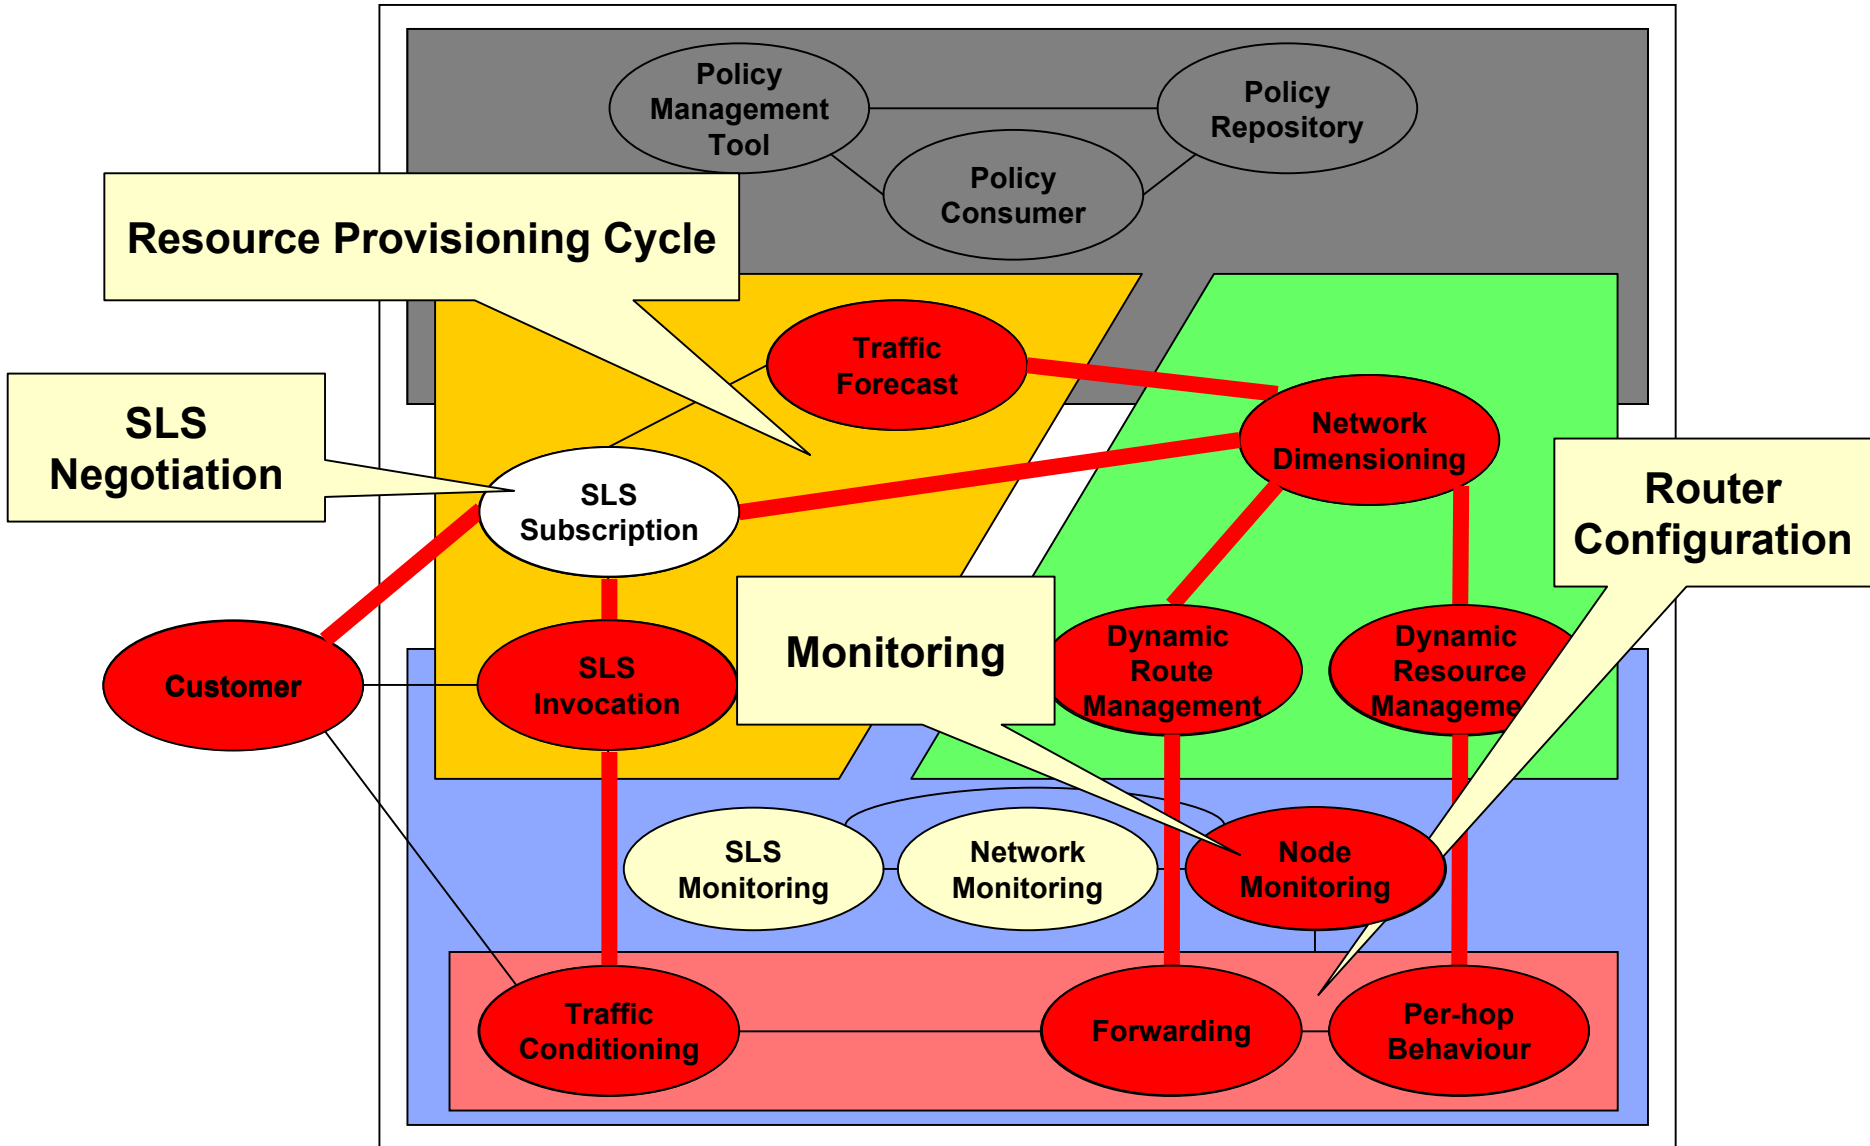 Policy
Management
Tool
Policy
Repository
Policy
Consumer
Resource Provisioning Cycle
Traffic
Forecast
SLS
Negotiation
SLS
Subscription
Network
Dimensioning
Router
Configuration
Customer
SLS
Invocation
Monitoring
Dynamic
Route
Management
Dynamic
Resource
Manageme
SLS
Monitoring
Network
Monitoring
Node
Monitoring
Traffic
Conditioning
Forwarding
Per-hop
Behaviour